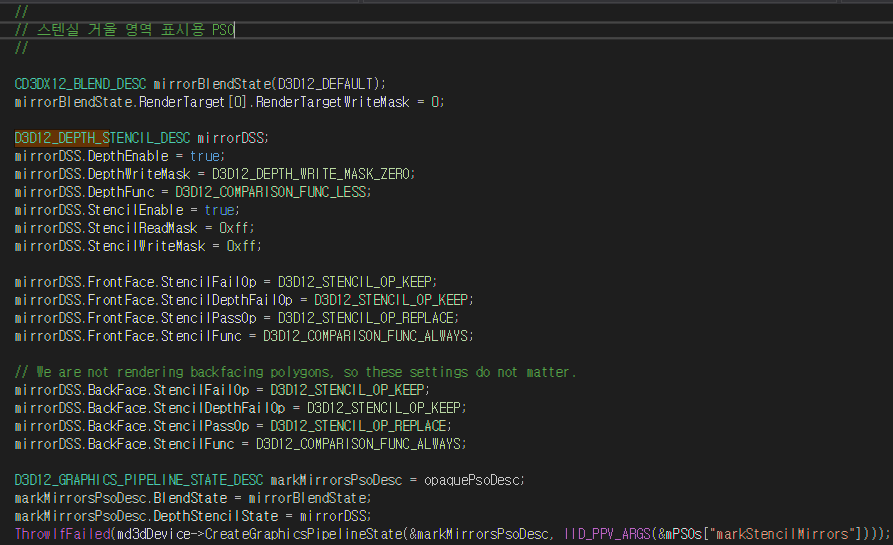 //
// 스텐실 거울 영역 표시용 PSO
//
CD3DX12_BLEND_DESC mirrorBlendState(D3D12_DEFAULT);
mirrorBlendState.RenderTarget[0].RenderTargetWriteMask = 0;
D3D12_DEPTH_STENCIL_DESC mirrorDSS;
mirrorDSS.DepthEnable = true;
mirrorDSS.DepthWriteMask = D3D12_DEPTH_WRITE_MASK_ZERO;
mirrorDSS.DepthFunc = D3D12_COMPARISON_FUNC_LESS;
mirrorDSS.StencilEnable = true;
mirrorDSS.StencilReadMask = 0xff;
mirrorDSS.StencilWriteMask = 0xff;
mirrorDSS.FrontFace.StencilFailOp = D3D12_STENCIL_OP_KEEP;
mirrorDSS.FrontFace.StencilDepthFailOp = D3D12_STENCIL_OP_KEEP;
mirrorDSS.FrontFace.StencilPassOp = D3D12_STENCIL_OP_REPLACE;
mirrorDSS.FrontFace.StencilFunc = D3D12_COMPARISON_FUNC_ALWAYS;
// We are not rendering backfacing polygons, so these settings do not matter.
mirrorDSS.BackFace.StencilFailOp = D3D12_STENCIL_OP_KEEP;
mirrorDSS.BackFace.StencilDepthFailOp = D3D12_STENCIL_OP_KEEP;
mirrorDSS.BackFace.StencilPassOp = D3D12_STENCIL_OP_REPLACE;
mirrorDSS.BackFace.StencilFunc = D3D12_COMPARISON_FUNC_ALWAYS;
D3D12_GRAPHICS_PIPELINE_STATE_DESC markMirrorsPsoDesc = opaquePsoDesc;
markMirrorsPsoDesc.BlendState = mirrorBlendState;
markMirrorsPsoDesc.DepthStencilState = mirrorDSS;
ThrowIfFailed(md3dDevice->CreateGraphicsPipelineState(&markMirrorsPsoDesc, IID_PPV_ARGS(&mPSOs["markStencilMirrors"])));